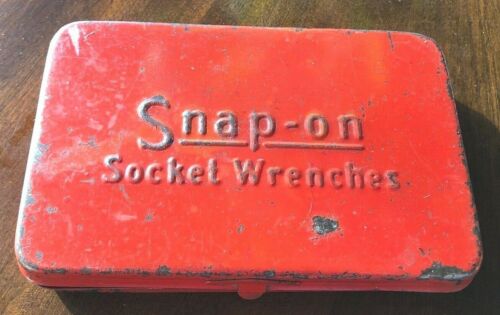 Snap-on
Socket Wrenches